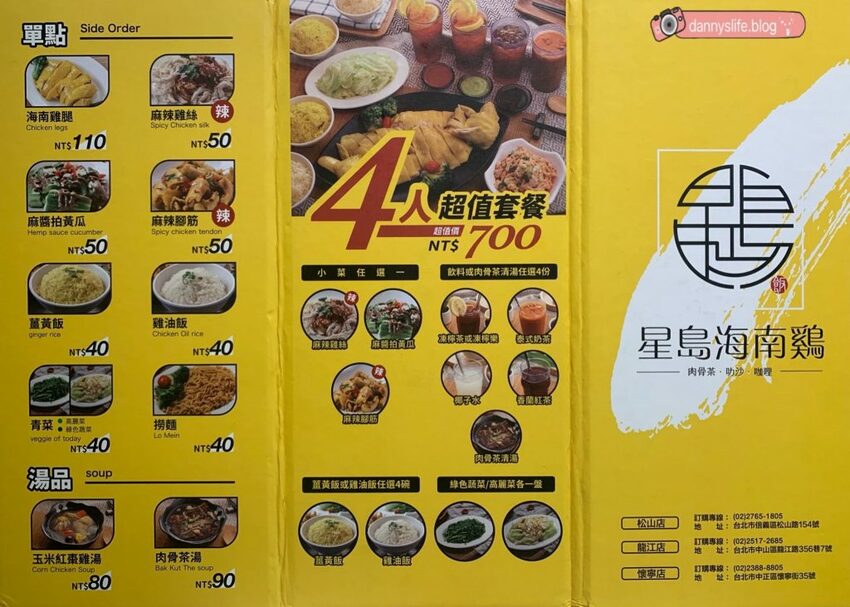 單點 Side Order
海南雞腿
Chicken legs
NT$110
麻辣雞絲 辣
Spicy Chicken silk
NT$50
麻醬拍黃瓜
Hemp sauce cucumber
NT$50
麻辣腳筋 辣
Spicy chicken tendon
NT$50
薑黃飯
ginger rice
NT$40
雞油飯
Chicken Oil rice
NT$40
青菜 高麗菜
綠色蔬菜
veggie of today
NT$40
撈麵
Lo Mein
NT$40
湯品 soup
玉米紅棗雞湯
Corn Chicken Soup
NT$80
肉骨茶湯
Bak Kut The soup
NT$90
4人超值套餐
超值價
NT$ 700
小菜任選一
辣
麻辣雞絲
麻醬拍黃瓜
辣
麻辣腳筋
飲料或肉骨茶清湯任選4份
凍檸茶或凍檸樂
泰式奶茶
椰子水
香蘭紅茶
肉骨茶清湯
薑黃飯或雞油飯任選4碗
薑黃飯
雞油飯
綠色蔬菜/高麗菜各一盤
dannyslife.blog
飯
星島海南鷄
肉骨茶·叻沙·咖哩
松山店
訂購專線：(02)2765-1805
地 址：台北市信義區松山路154號
龍江店
訂購專線：(02)2517-2685
地 址：台北市中山區龍江路356巷7號
懷寧店
訂購專線：(02)2388-8805
地 址：台北市中正區懷寧街35號